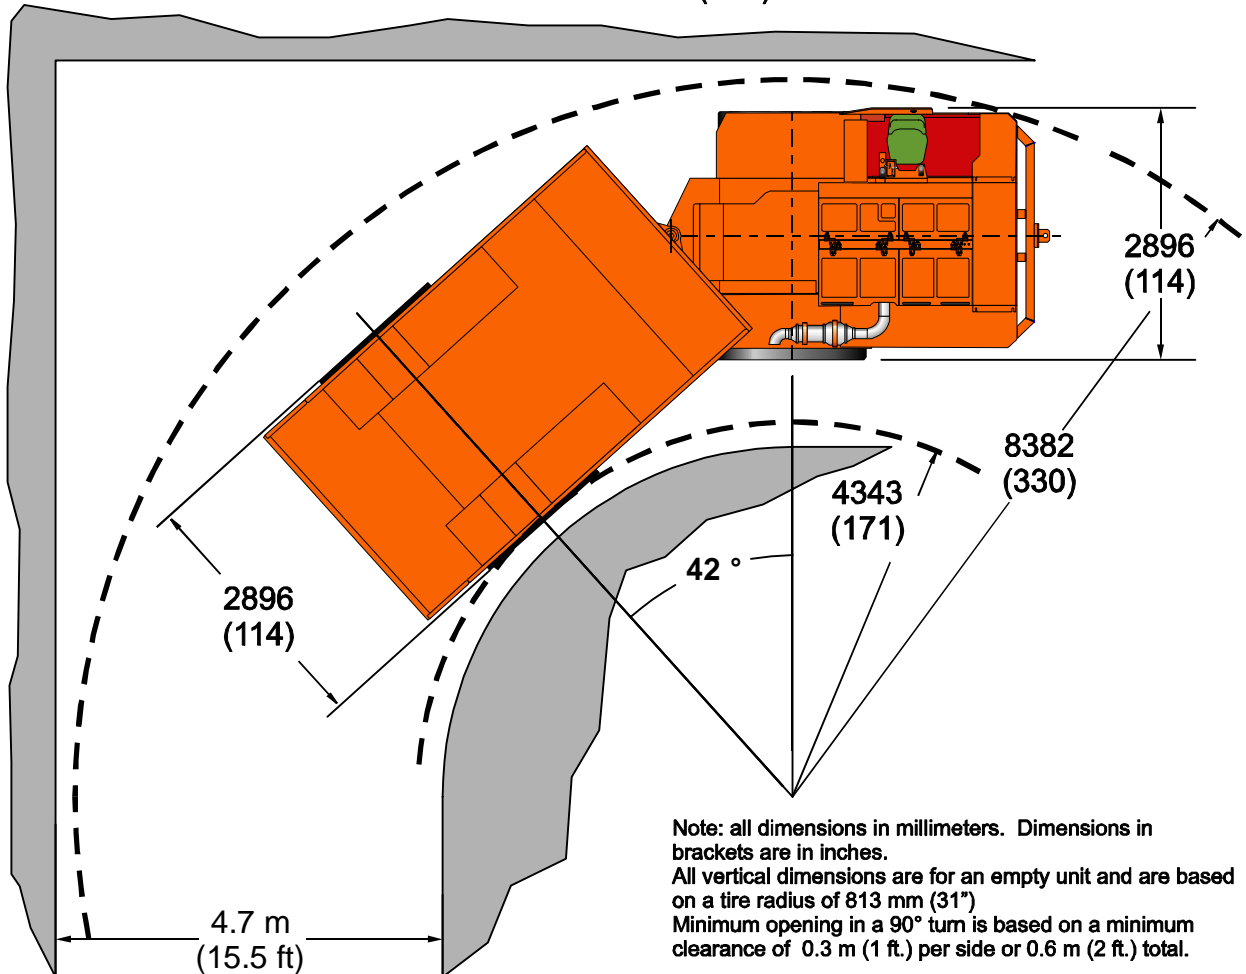 2896
(114)
8382
(330)
4343
(171)
42 °
2896
(114)
Note: all dimensions in millimeters. Dimensions in
brackets are in inches.
All vertical dimensions are for an empty unit and are based
on a tire radius of 813 mm (31”)
Minimum opening in a 90° turn is based on a minimum
clearance of 0.3 m (1 ft.) per side or 0.6 m (2 ft.) total.
4.7 m
(15.5 ft)